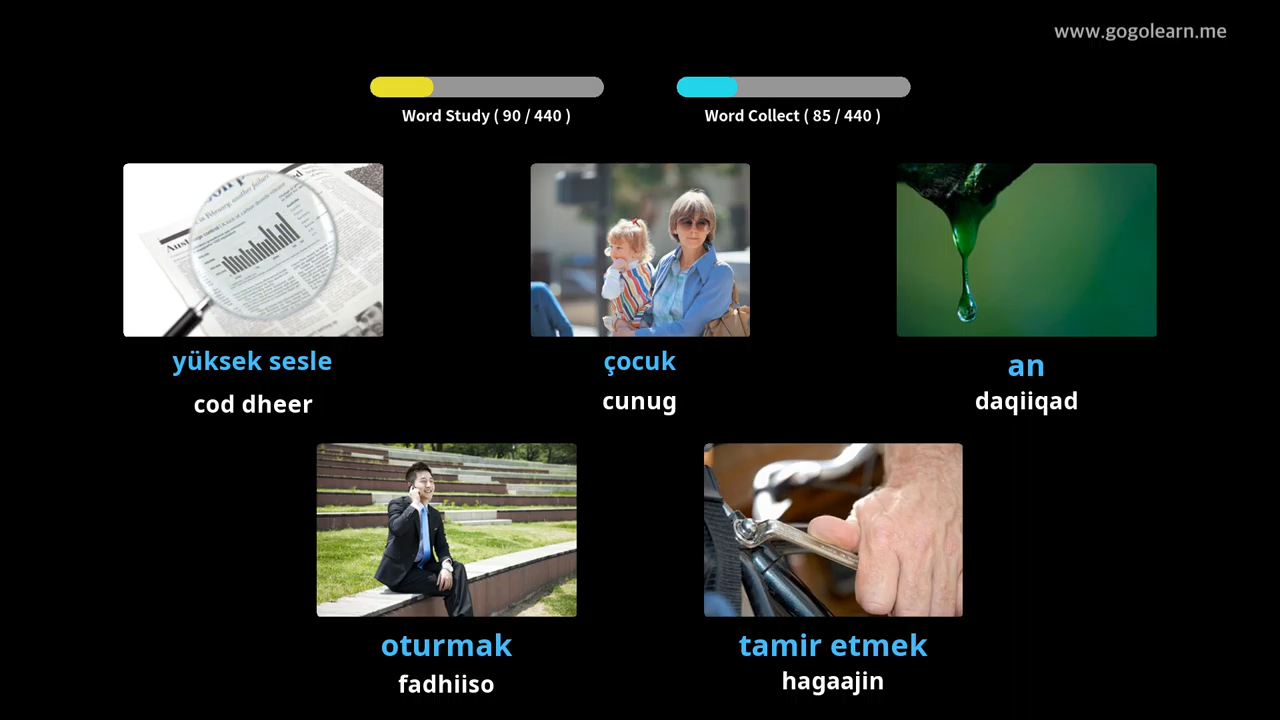 www.gogolearn.me
Word Study ( 90 / 440 )
Word Collect ( 85 / 440 )
yüksek sesle
cod dheer
çocuk
cunug
an
daqiiqad
oturmak
fadhiiso
tamir etmek
hagaajin